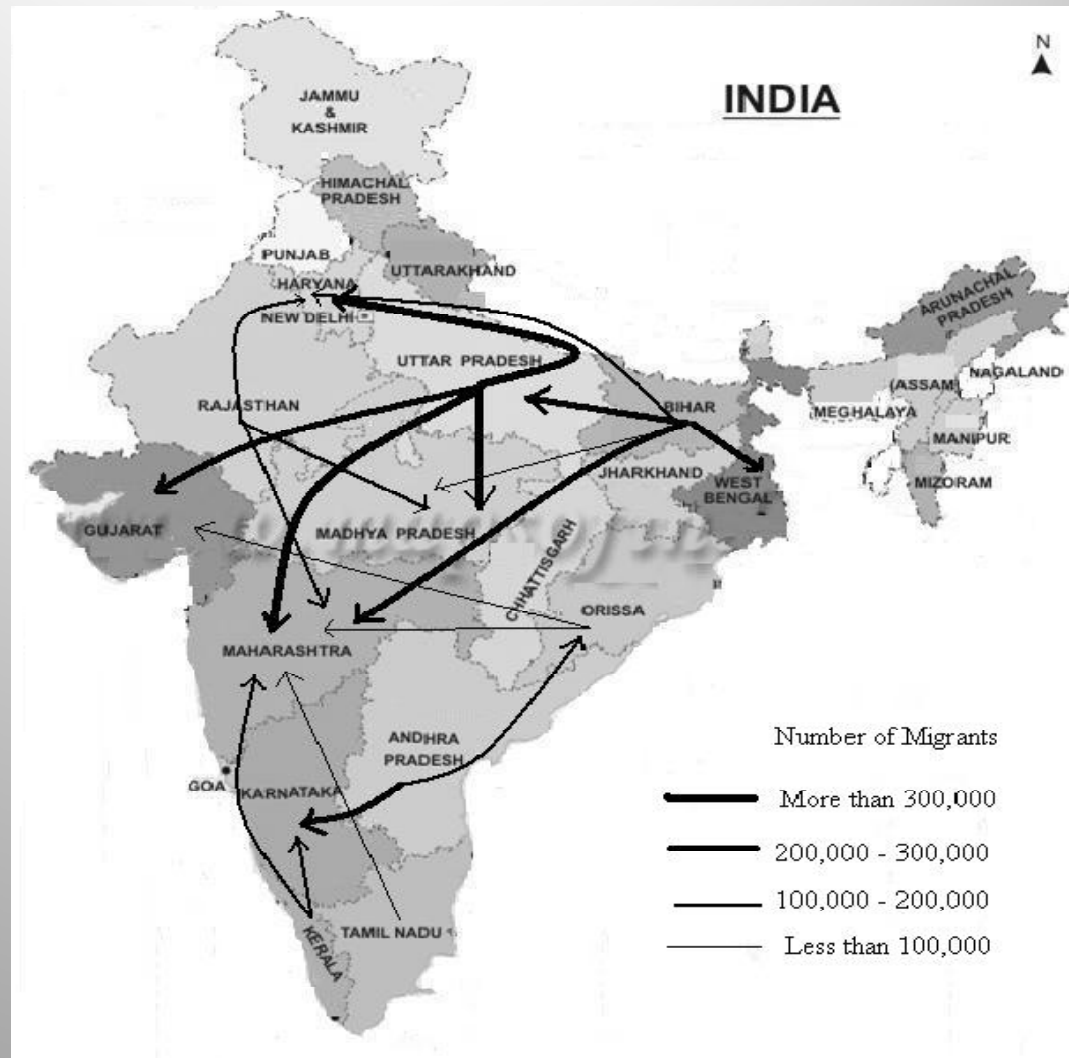 N
INDIA
JAMMU
&
KASHMIR
HIMACHAL
PRADESH
PUNJAB
UTTARAKHAND
HARYANA
NEW DELHI
ARUNACHAL
PRADESH
UTTAR PRADESH
(ASSAM)
NAGALAND
RAJASTHAN
BIHAR
MEGHALAYA
MANIPUR
JHARKHAND
WEST
BENGAL
MIZORAM
GUJARAT
MADHYA PRADESH
CHHATTISGARH
ORISSA
MAHARASHTRA
ANDHRA
PRADESH
GOA
KARNATAKA
KERALA
TAMIL NADU
Number of Migrants
More than 300,000
200,000 - 300,000
100,000 - 200,000
Less than 100,000